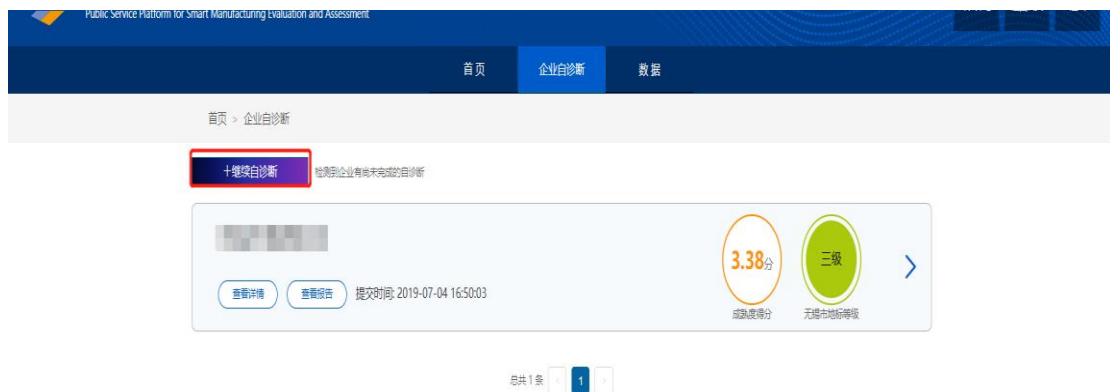 Public Service Platform for Smart Manufacturing Evaluation and Assessment
首页 企业自诊断 数据
首页 > 企业自诊断
十继续自诊断 检测到企业有尚未完成的自诊断
3.38分 三级
查看详情 查看报告 提交时间: 2019-07-04 16:50:03
成熟度得分 无锡市地标等级
总共 1 条 < 1 >